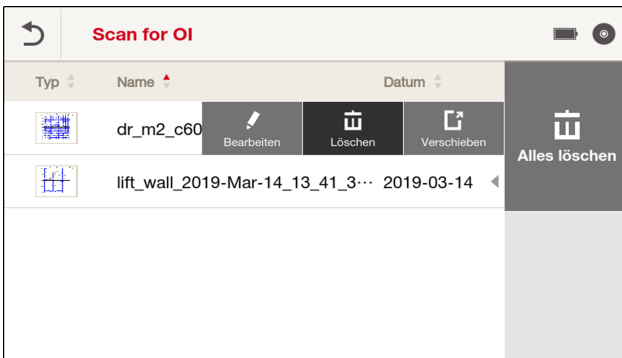 Scan for OI
Typ Name Datum
dr_m2_c60 Bearbeiten Löschen Verschieben
Alles löschen
lift_wall_2019-Mar-14_13_41_3··· 2019-03-14